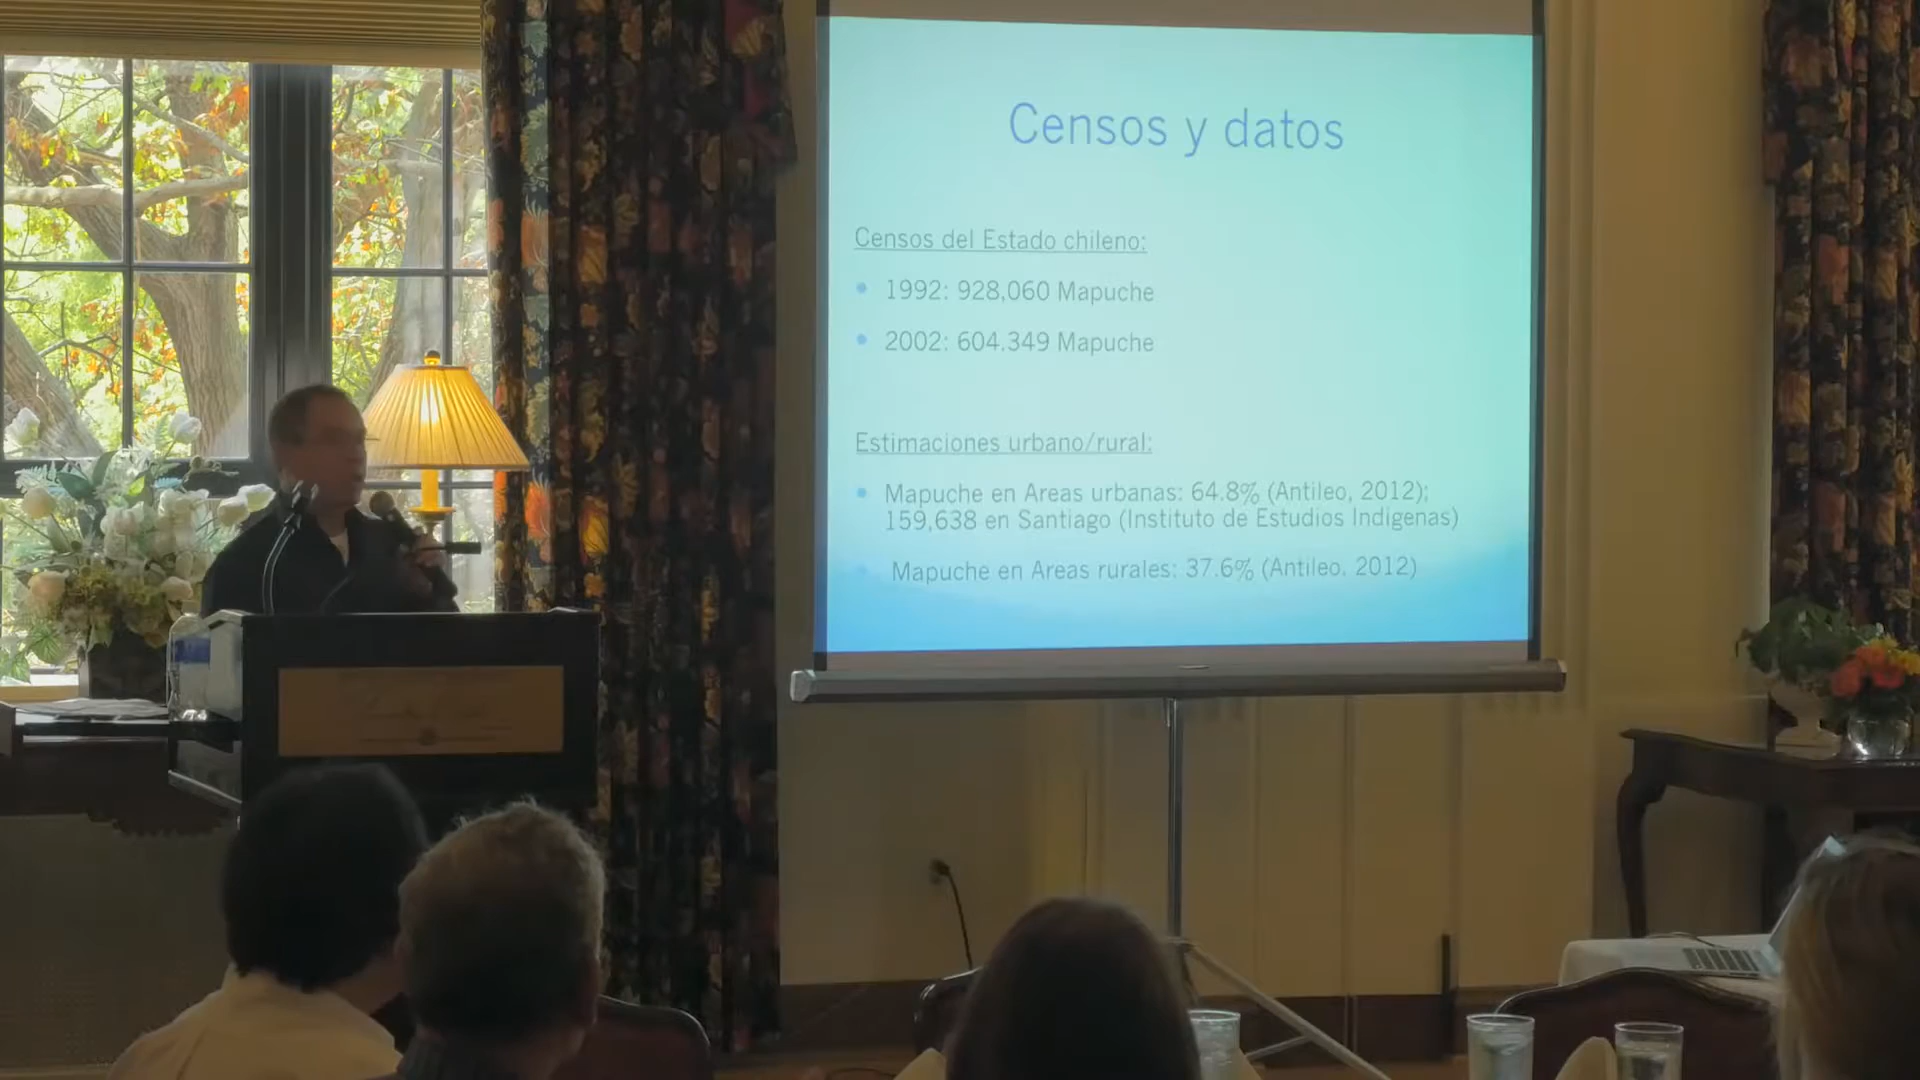 Censos y datos
Censos del Estado chileno:
• 1992: 928,060 Mapuche
• 2002: 604.349 Mapuche
Estimaciones urbano/rural:
• Mapuche en Areas urbanas: 64.8% (Antileo, 2012);
159,638 en Santiago (Instituto de Estudios Indigenas)
• Mapuche en Areas rurales: 37.6% (Antileo, 2012)